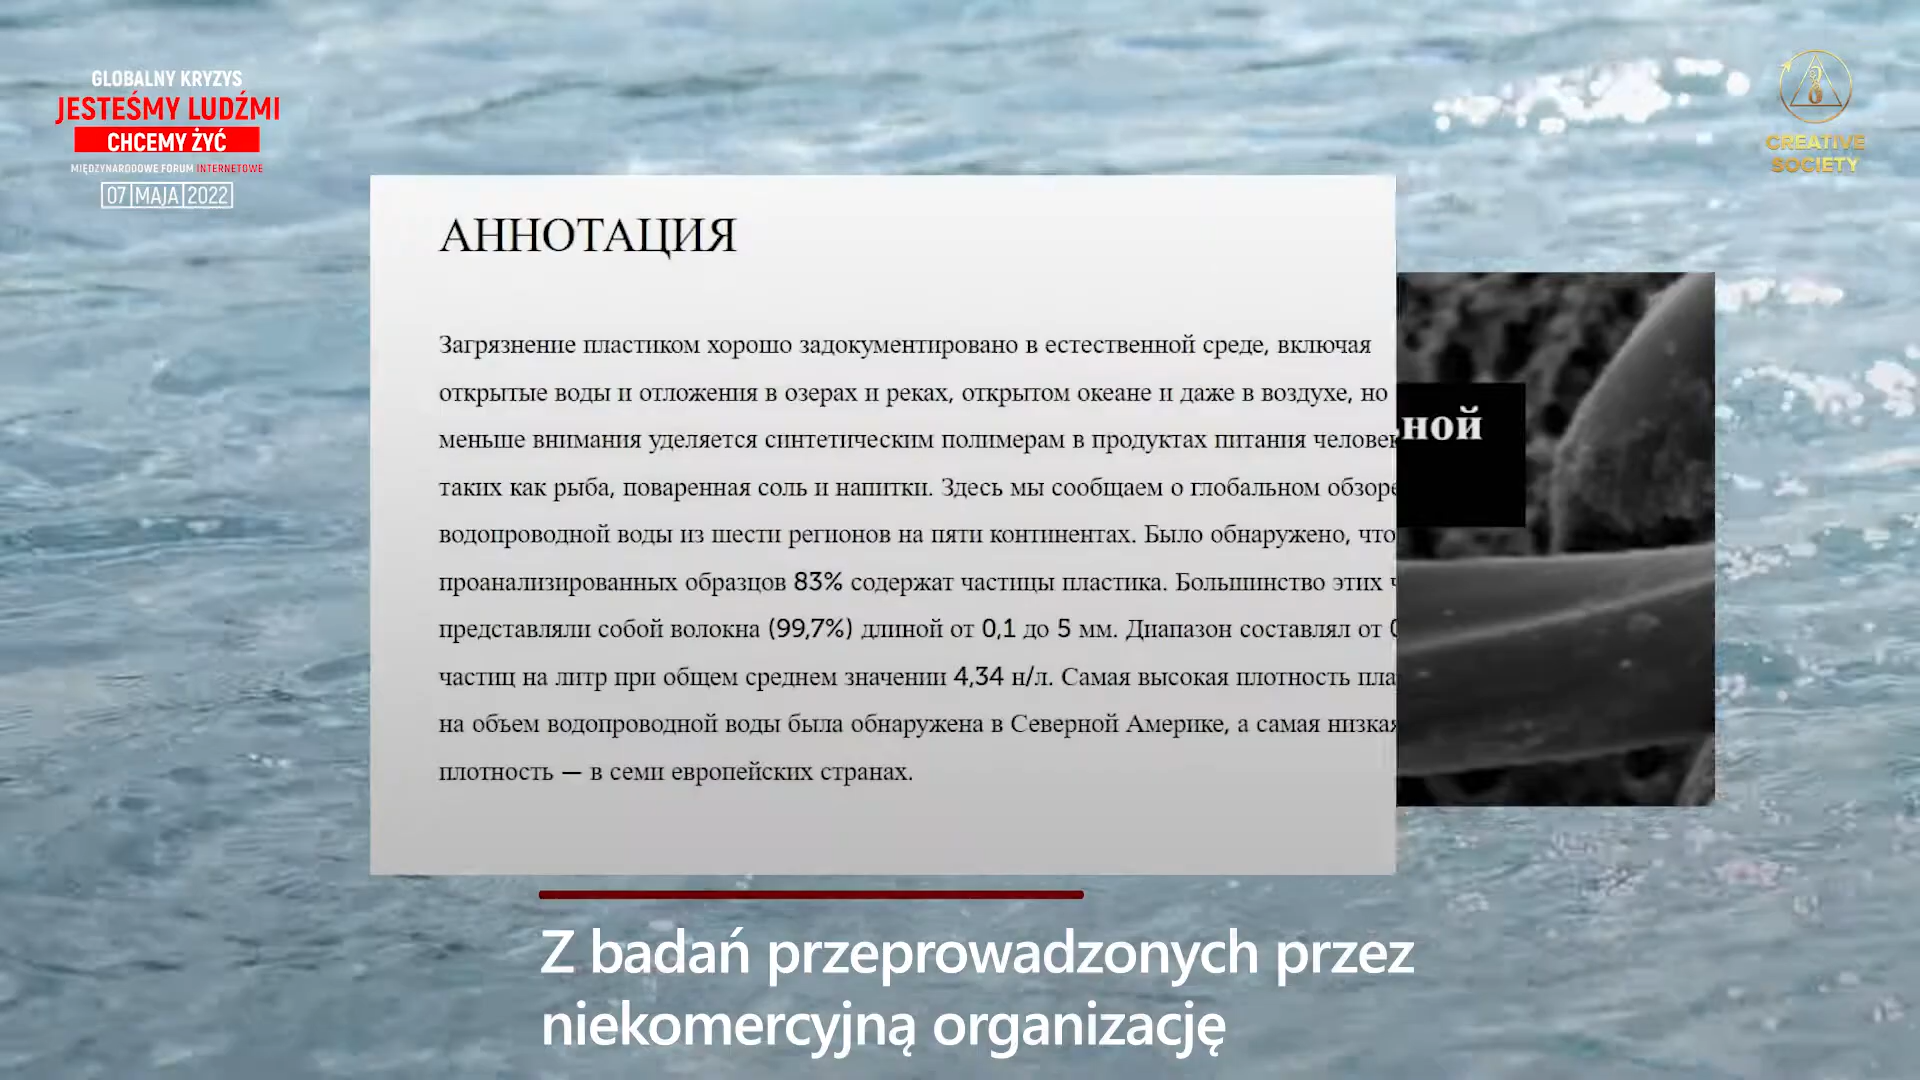 GLOBALNY KRYZYS
JESTEŚMY LUDŹMI
CHCEMY ŻYĆ
MIĘDZYNARODOWE FORUM INTERNETOWE
07 MAJA 2022
CREATIVE
SOCIETY
АННОТАЦИЯ
Загрязнение пластиком хорошо задокументировано в естественной среде, включая
открытые воды и отложения в озерах и реках, открытом океане и даже в воздухе, но
меньше внимания уделяется синтетическим полимерам в продуктах питания
таких как рыба, поваренная соль и напитки. Здесь мы сообщаем о глобальном
водопроводной воды из шести регионов на пяти континентах. Было обнаружено, что
проанализированных образцов 83% содержат частицы пластика. Большинство этих
представляли собой волокна (99,7%) длиной от 0,1 до 5 мм. Диапазон составлял от
частиц на литр при общем среднем значении 4,34 н/л. Самая высокая плотность
на объем водопроводной воды была обнаружена в Северной Америке, а самая низкая
плотность — в семи европейских странах.
ной
Z badań przeprowadzonych przez
niekomercyjną organizację